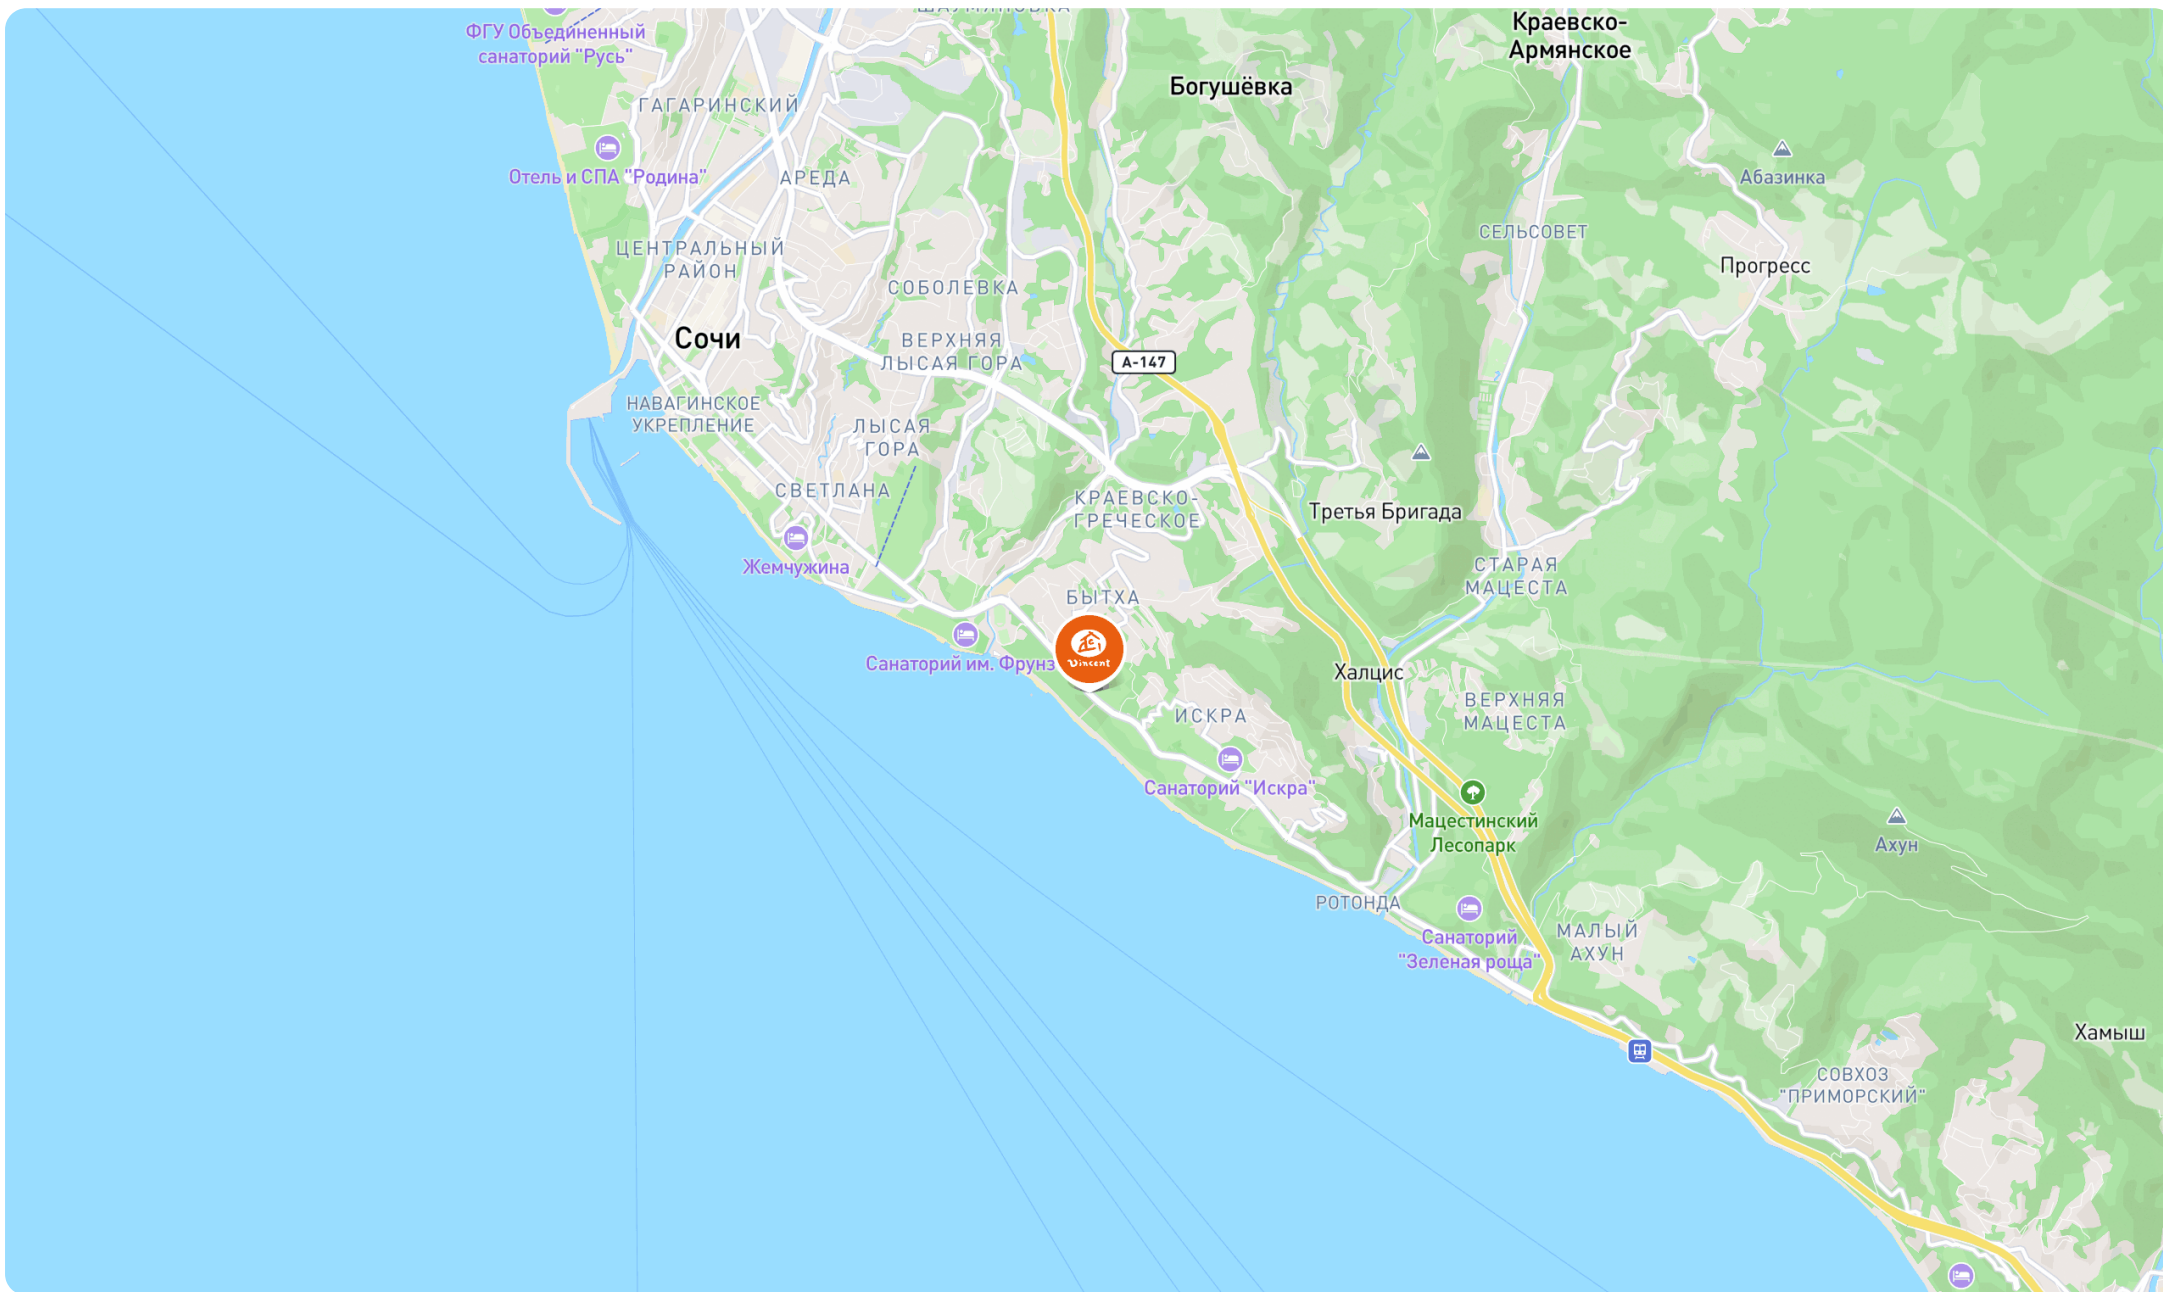 ШАУМЯНОВКА
ФГУ Объединенный
санаторий "Русь"
Краевско-
Армянское
Богушёвка
ГАГАРИНСКИЙ
Отель и СПА "Родина"
АРЕДА
Абазинка
СЕЛЬСОВЕТ
ЦЕНТРАЛЬНЫЙ
РАЙОН
Прогресс
СОБОЛЕВКА
Сочи
ВЕРХНЯЯ
ЛЫСАЯ ГОРА
А-147
НАВАГИНСКОЕ
УКРЕПЛЕНИЕ
ЛЫСАЯ
ГОРА
СВЕТЛАНА
КРАЕВСКО-
ГРЕЧЕСКОЕ
Третья Бригада
Жемчужина
СТАРАЯ
МАЦЕСТА
БЫТХА
Vincent
Санаторий им. Фрунз
Халцис
ВЕРХНЯЯ
МАЦЕСТА
ИСКРА
Санаторий "Искра"
Мацестинский
Лесопарк
Ахун
РОТОНДА
Санаторий
"Зеленая роща"
МАЛЫЙ
АХУН
Хамыш
СОВХОЗ
"ПРИМОРСКИЙ"